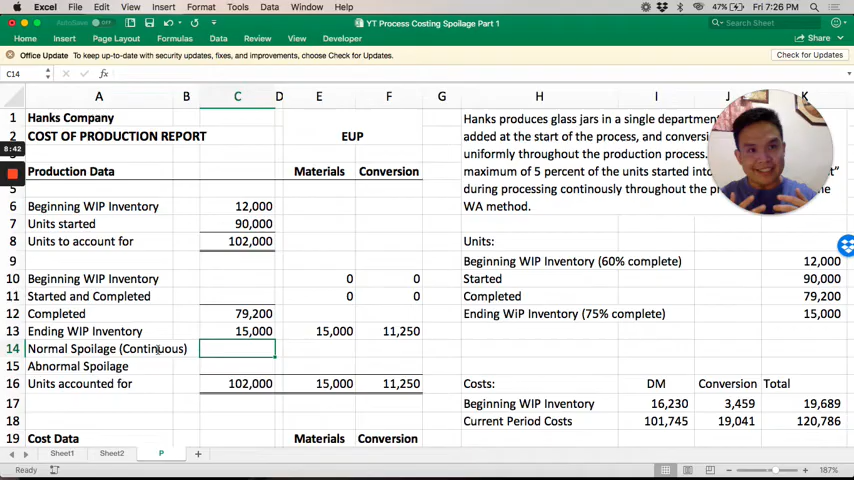 Excel File Edit View Insert Format Tools Data Window Help 47% Fri 7:26 PM
AutoSave OFF YT Process Costing Spoilage Part 1 Search Sheet
Home Insert Page Layout Formulas Data Review View Developer Share
Office Update To keep up-to-date with security updates, fixes, and improvements, choose Check for Updates. Check for Updates
C14 fx
A B C D E F G H I J K
1 Hanks Company Hanks produces glass jars in a single department
2 COST OF PRODUCTION REPORT EUP added at the start of the process, and conversi
8:42 uniformly throughout the production process.
Production Data Materials Conversion maximum of 5 percent of the units started into
5 during processing continously throughout the
6 Beginning WIP Inventory 12,000 WA method.
7 Units started 90,000
8 Units to account for 102,000 Units:
9 Beginning WIP Inventory (60% complete) 12,000
10 Beginning WIP Inventory 0 0 Started 90,000
11 Started and Completed 0 0 Completed 79,200
12 Completed 79,200 Ending WiP Inventory (75% complete) 15,000
13 Ending WIP Inventory 15,000 15,000 11,250
14 Normal Spoilage (Continuous)
15 Abnormal Spoilage
16 Units accounted for 102,000 15,000 11,250 Costs: DM Conversion Total
17 Beginning WIP Inventory 16,230 3,459 19,689
18 Current Period Costs 101,745 19,041 120,786
19 Cost Data Materials Conversion
Sheet1 Sheet2 P +
Ready 187%